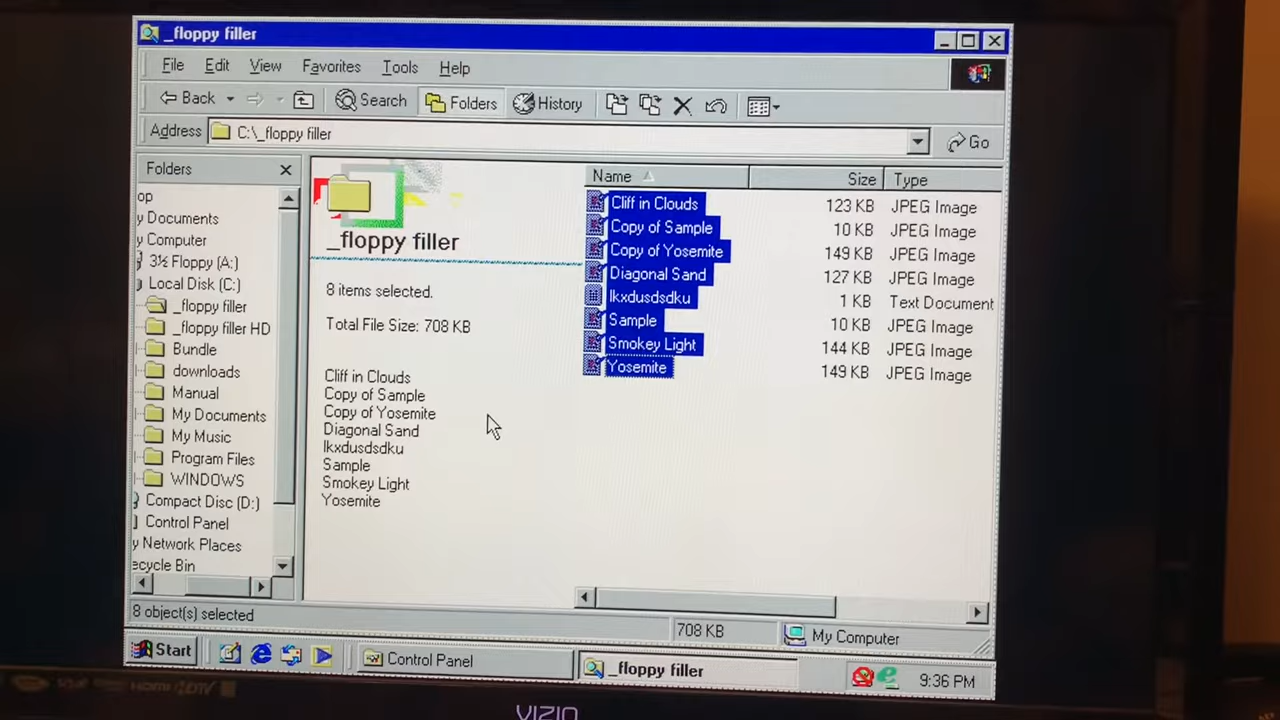 _floppy filler
File Edit View Favorites Tools Help
Back Search Folders History
Address C:\_floppy filler Go
Folders
op
y Documents
y Computer
3½ Floppy (A:)
Local Disk (C:)
_floppy filler
_floppy filler HD
Bundle
downloads
Manual
My Documents
My Music
Program Files
WINDOWS
Compact Disc (D:)
Control Panel
y Network Places
ecycle Bin
_floppy filler
8 items selected.
Total File Size: 708 KB
Cliff in Clouds
Copy of Sample
Copy of Yosemite
Diagonal Sand
lkxdusdsdku
Sample
Smokey Light
Yosemite
Name Size Type
Cliff in Clouds 123 KB JPEG Image
Copy of Sample 10 KB JPEG Image
Copy of Yosemite 149 KB JPEG Image
Diagonal Sand 127 KB JPEG Image
lkxdusdsdku 1 KB Text Document
Sample 10 KB JPEG Image
Smokey Light 144 KB JPEG Image
Yosemite 149 KB JPEG Image
8 object(s) selected 708 KB My Computer
Start Control Panel _floppy filler 9:36 PM
VIZIO